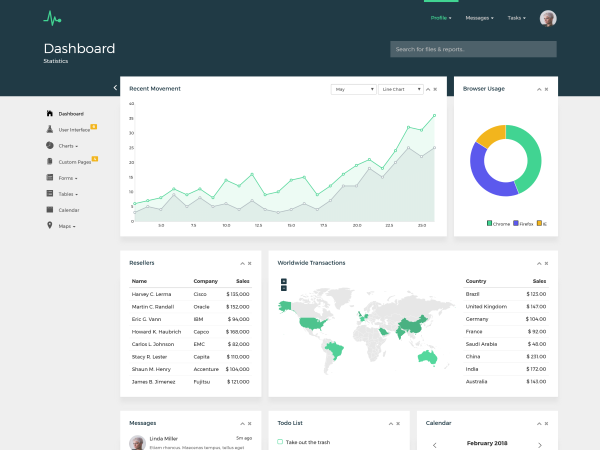 Profile
Messages
Tasks
Dashboard
Statistics
Search for files & reports..
Dashboard
User Interface
Charts
Custom Pages
Forms
Tables
Calendar
Maps
Recent Movement
May
Line Chart
40
35
30
25
20
15
10
5
0
5.0
7.5
10.0
12.5
15.0
17.5
20.0
22.5
25.0
Browser Usage
Chrome Firefox IE
Resellers
Name Company Sales
Harvey C. Lerma Cisco $ 135,000
Martin C. Randall Oracle $ 152,000
Eric G. Vann IBM $ 94,000
Howard K. Haubrich Capco $ 168,000
Carlos L. Johnson EMC $ 82,000
Stacy R. Lester Capita $ 110,000
Shaun M. Henry Accenture $ 104,000
James B. Jimenez Fujitsu $ 121,000
Worldwide Transactions
Country Sales
Brazil $ 123.00
United Kingdom $ 147.00
Germany $ 104.00
France $ 92.00
Saudi Arabia $ 48.00
China $ 231.00
India $ 172.00
Australia $ 143.00
Messages
Linda Miller 5m ago
Etiam rhoncus. Maecenas tempus, tellus eget
Todo List
Take out the trash
Calendar
February 2018